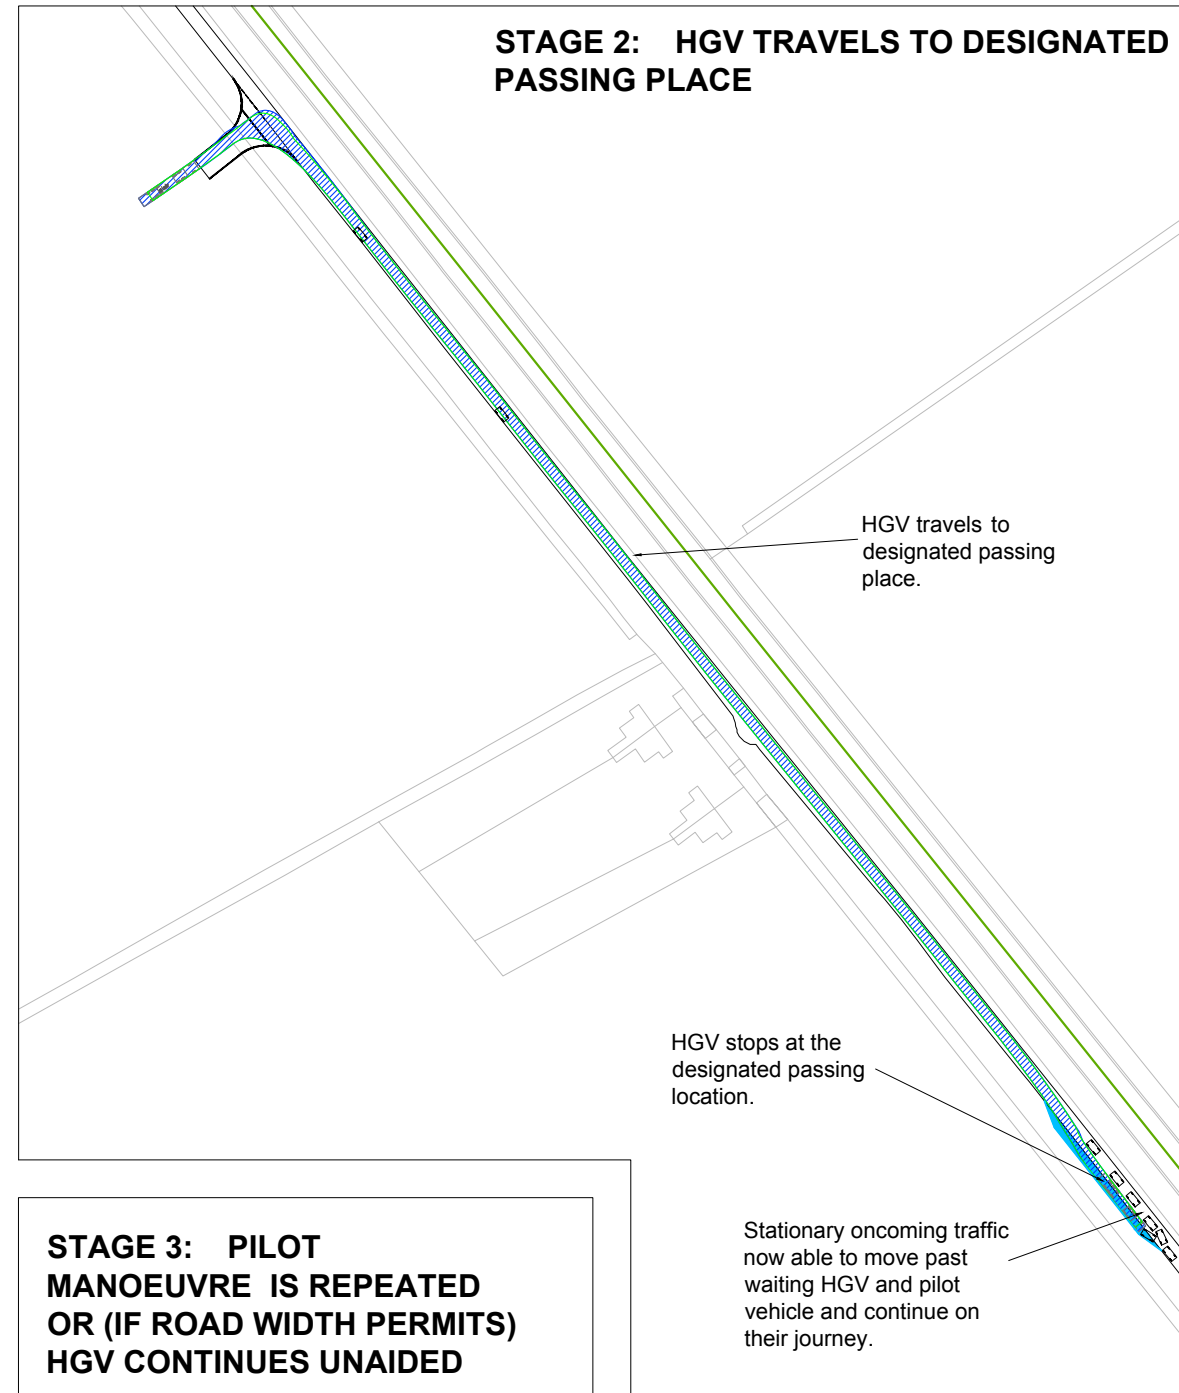 STAGE 2: HGV TRAVELS TO DESIGNATED
PASSING PLACE
HGV travels to
designated passing
place.
HGV stops at the
designated passing
location.
Stationary oncoming traffic
now able to move past
waiting HGV and pilot
vehicle and continue on
their journey.
STAGE 3: PILOT
MANOEUVRE IS REPEATED
OR (IF ROAD WIDTH PERMITS)
HGV CONTINUES UNAIDED